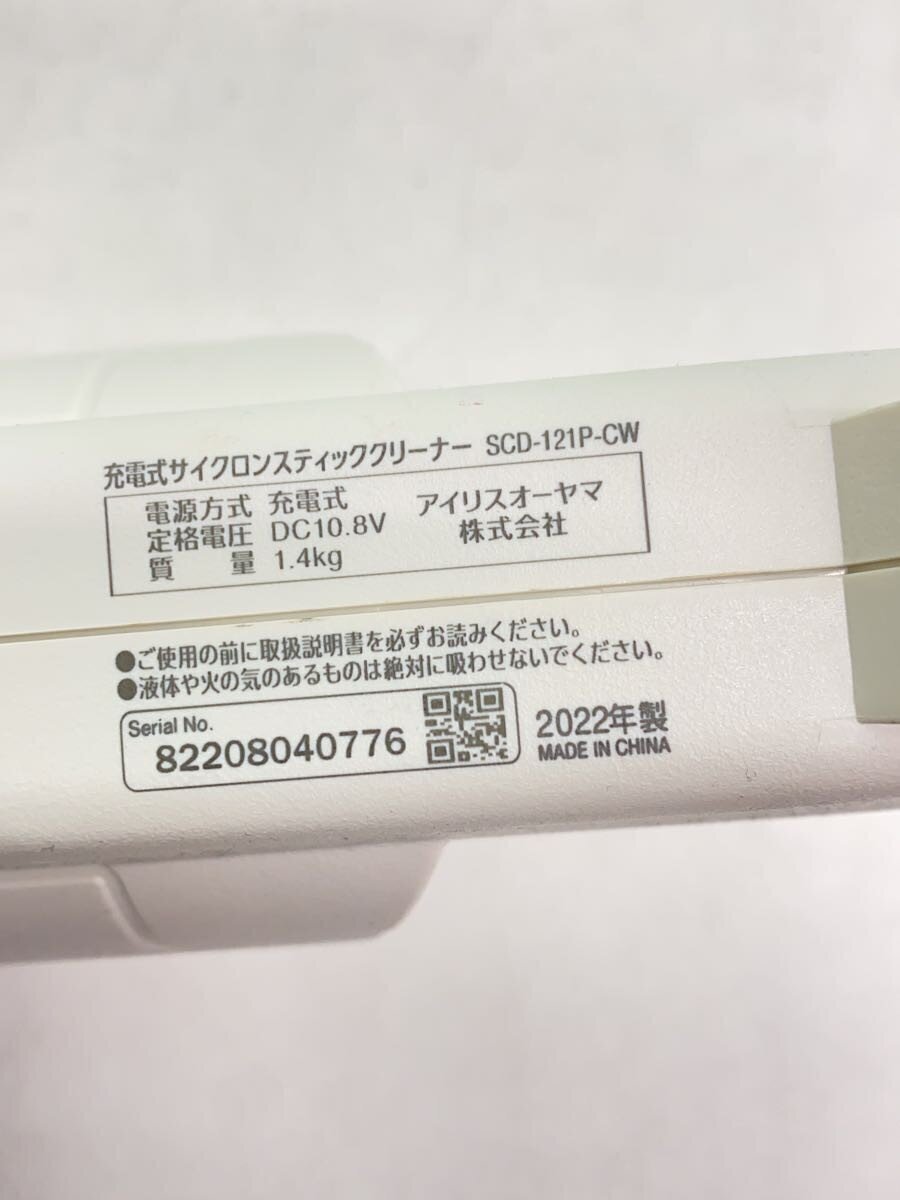 充電式サイクロンスティッククリーナー SCD-121P-CW
電源方式 充電式
定格電圧 DC10.8V
質量 1.4kg
アイリスオーヤマ
株式会社
●ご使用の前に取扱説明書を必ずお読みください。
●液体や火の気のあるものは絶対に吸わせないでください。
Serial No.
82208040776
2022年製
MADE IN CHINA